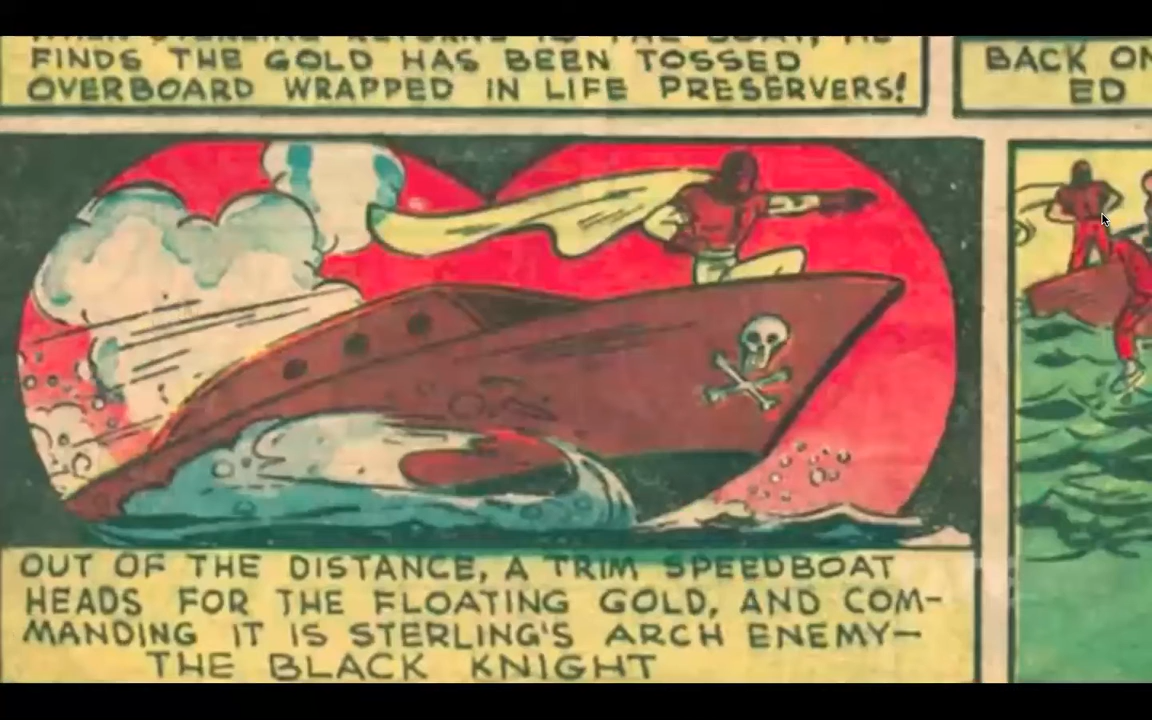 FINDS THE GOLD HAS BEEN TOSSED
OVERBOARD WRAPPED IN LIFE PRESERVERS!
BACK ON
ED
OUT OF THE DISTANCE, A TRIM SPEEDBOAT
HEADS FOR THE FLOATING GOLD, AND COM-
MANDING IT IS STERLING'S ARCH ENEMY—
THE BLACK KNIGHT